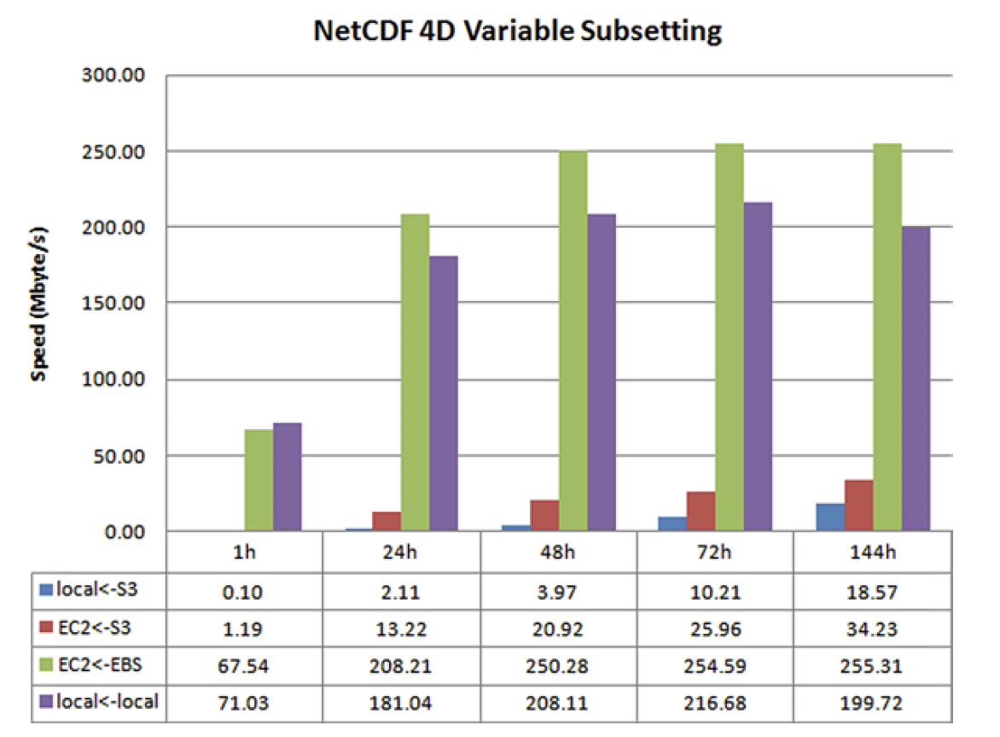 NetCDF 4D Variable Subsetting
300.00
250.00
200.00
150.00
100.00
50.00
0.00
Speed (Mbyte/s)
1h 24h 48h 72h 144h
local<-S3 0.10 2.11 3.97 10.21 18.57
EC2<-S3 1.19 13.22 20.92 25.96 34.23
EC2<-EBS 67.54 208.21 250.28 254.59 255.31
local<-local 71.03 181.04 208.11 216.68 199.72